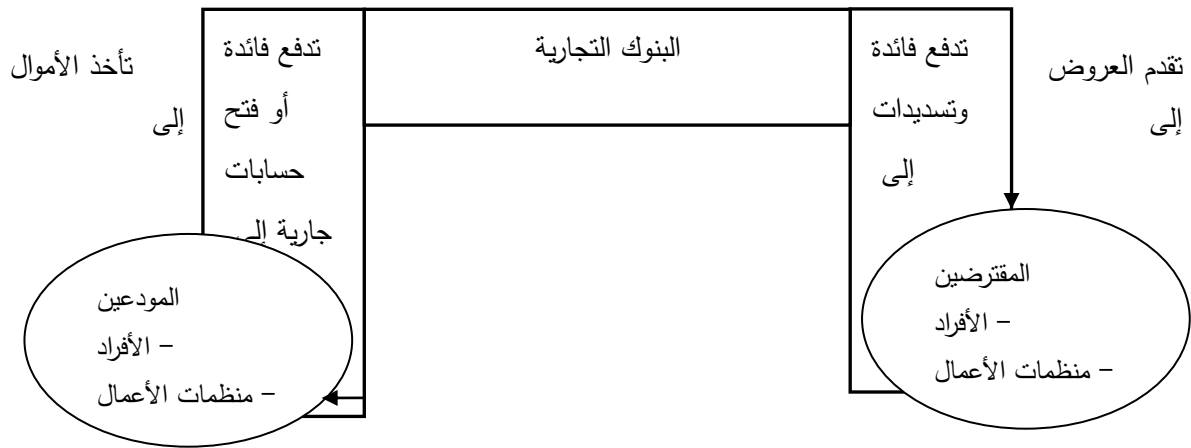 تقدم العروض
إلى
تدفع فائدة
وتسديدات
إلى
البنوك التجارية
تدفع فائدة
أو فتح
حسابات
جارية إلى
تأخذ الأموال
إلى
المقترضين
– الأفراد
– منظمات الأعمال
المودعين
– الأفراد
– منظمات الأعمال